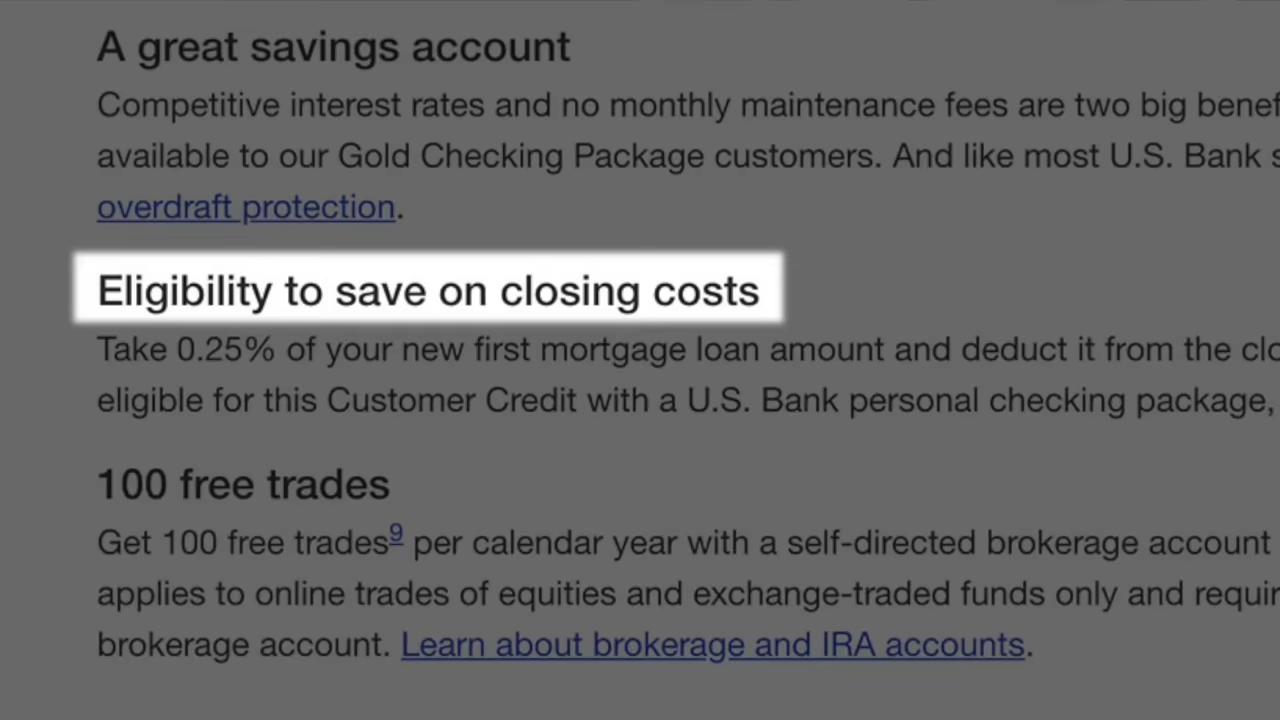 A great savings account
Competitive interest rates and no monthly maintenance fees are two big
available to our Gold Checking Package customers. And like most U.S. Bank
overdraft protection.
Eligibility to save on closing costs
Take 0.25% of your new first mortgage loan amount and deduct it from the
eligible for this Customer Credit with a U.S. Bank personal checking package,
100 free trades
Get 100 free trades9 per calendar year with a self-directed brokerage account
applies to online trades of equities and exchange-traded funds only and
brokerage account. Learn about brokerage and IRA accounts.